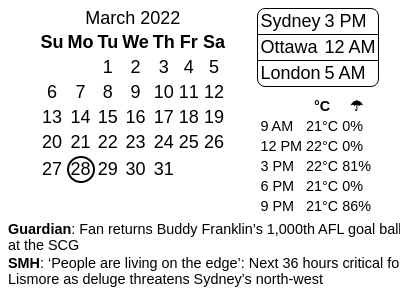 March 2022
Su Mo Tu We Th Fr Sa
1 2 3 4 5
6 7 8 9 10 11 12
13 14 15 16 17 18 19
20 21 22 23 24 25 26
27 28 29 30 31
Sydney 3 PM
Ottawa 12 AM
London 5 AM
°C ☂
9 AM 21°C 0%
12 PM 22°C 0%
3 PM 22°C 81%
6 PM 21°C 0%
9 PM 21°C 86%
Guardian: Fan returns Buddy Franklin’s 1,000th AFL goal ball
at the SCG
SMH: ‘People are living on the edge’: Next 36 hours critical fo
Lismore as deluge threatens Sydney’s north-west